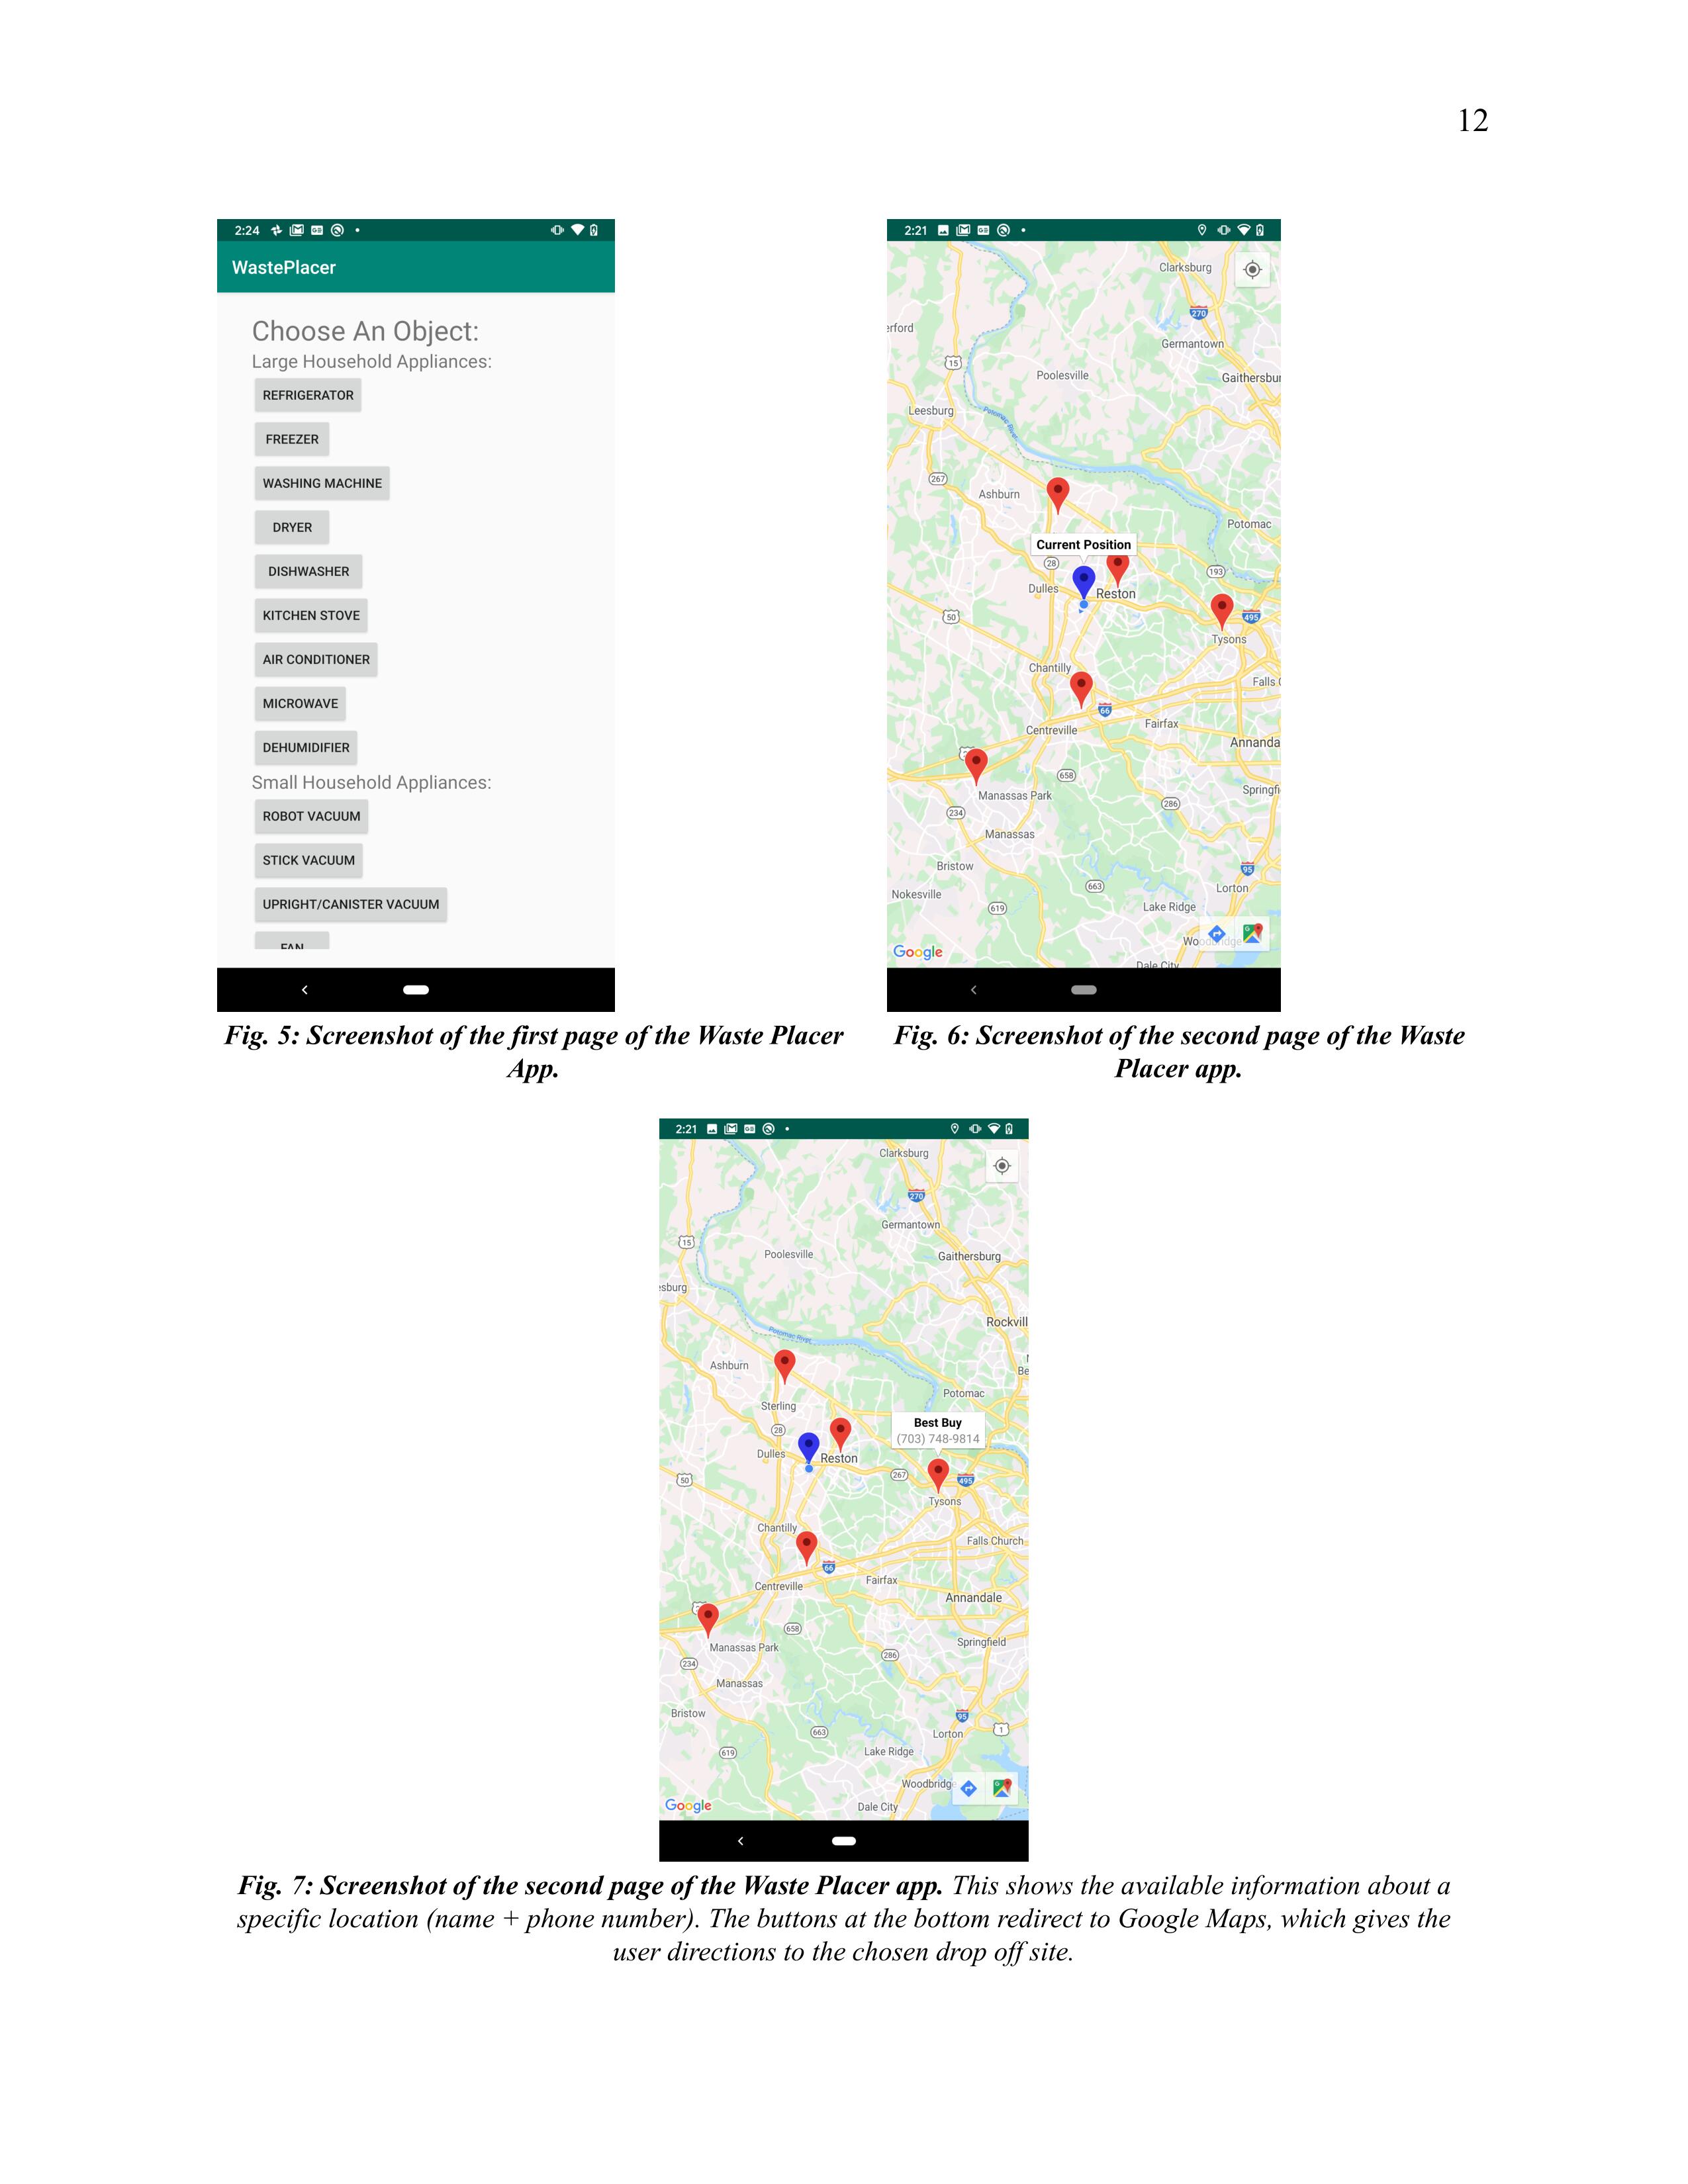 12
2:24
WastePlacer
Choose An Object:
Large Household Appliances:
REFRIGERATOR
FREEZER
WASHING MACHINE
DRYER
DISHWASHER
KITCHEN STOVE
AIR CONDITIONER
MICROWAVE
DEHUMIDIFIER
Small Household Appliances:
ROBOT VACUUM
STICK VACUUM
UPRIGHT/CANISTER VACUUM
FAN
Fig. 5: Screenshot of the first page of the Waste Placer
App.
2:21
Clarksburg
270
erford
Germantown
15
Poolesville
Gaithersbur
Leesburg
Potomac River
267
Ashburn
Potomac
Current Position
28
193
Dulles
Reston
50
495
Tysons
Chantilly
Falls
66
Centreville
Fairfax
Annanda
658
Manassas Park
Springfi
234
286
Manassas
Bristow
95
663
Nokesville
Lorton
619
Lake Ridge
Woodbridge
Google
Dale City
Fig. 6: Screenshot of the second page of the Waste
Placer app.
2:21
Clarksburg
270
Germantown
15
Poolesville
Gaithersburg
esburg
Rockvill
Potomac River
Ashburn
Be
Potomac
Sterling
Best Buy
28
(703) 748-9814
Dulles
Reston
267
50
495
Tysons
Chantilly
Falls Church
66
Centreville
Fairfax
Annandale
658
Springfield
Manassas Park
286
234
Manassas
Bristow
95
663
1
Lorton
619
Lake Ridge
Woodbridge
Google
Dale City
Fig. 7: Screenshot of the second page of the Waste Placer app. This shows the available information about a
specific location (name + phone number). The buttons at the bottom redirect to Google Maps, which gives the
user directions to the chosen drop off site.